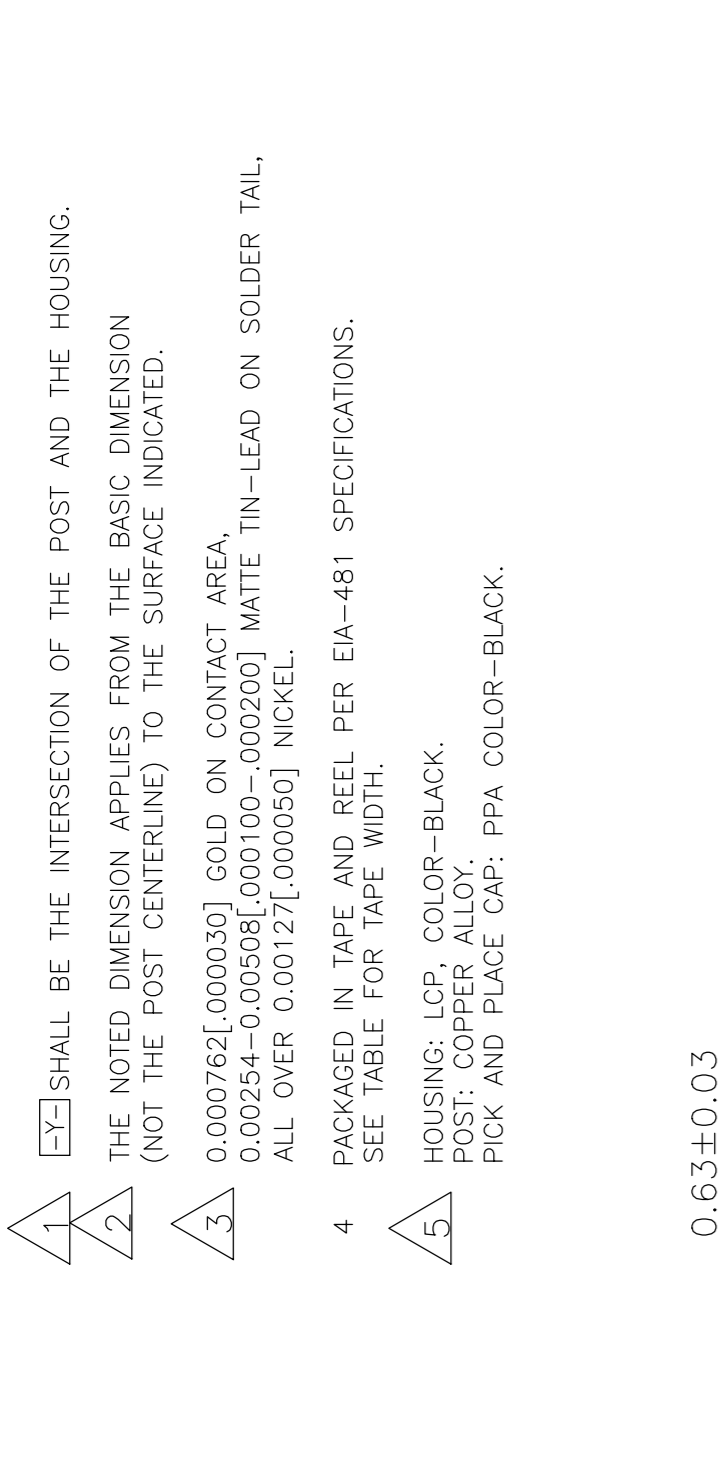 1 -Y- SHALL BE THE INTERSECTION OF THE POST AND THE HOUSING.
2 THE NOTED DIMENSION APPLIES FROM THE BASIC DIMENSION
(NOT THE POST CENTERLINE) TO THE SURFACE INDICATED.
3 0.000762[.000030] GOLD ON CONTACT AREA,
0.00254-0.00508[.000100-.000200] MATTE TIN-LEAD ON SOLDER TAIL,
ALL OVER 0.00127[.000050] NICKEL.
4 PACKAGED IN TAPE AND REEL PER EIA-481 SPECIFICATIONS.
SEE TABLE FOR TAPE WIDTH.
5 HOUSING: LCP, COLOR-BLACK.
POST: COPPER ALLOY.
PICK AND PLACE CAP: PPA COLOR-BLACK.
0.63±0.03